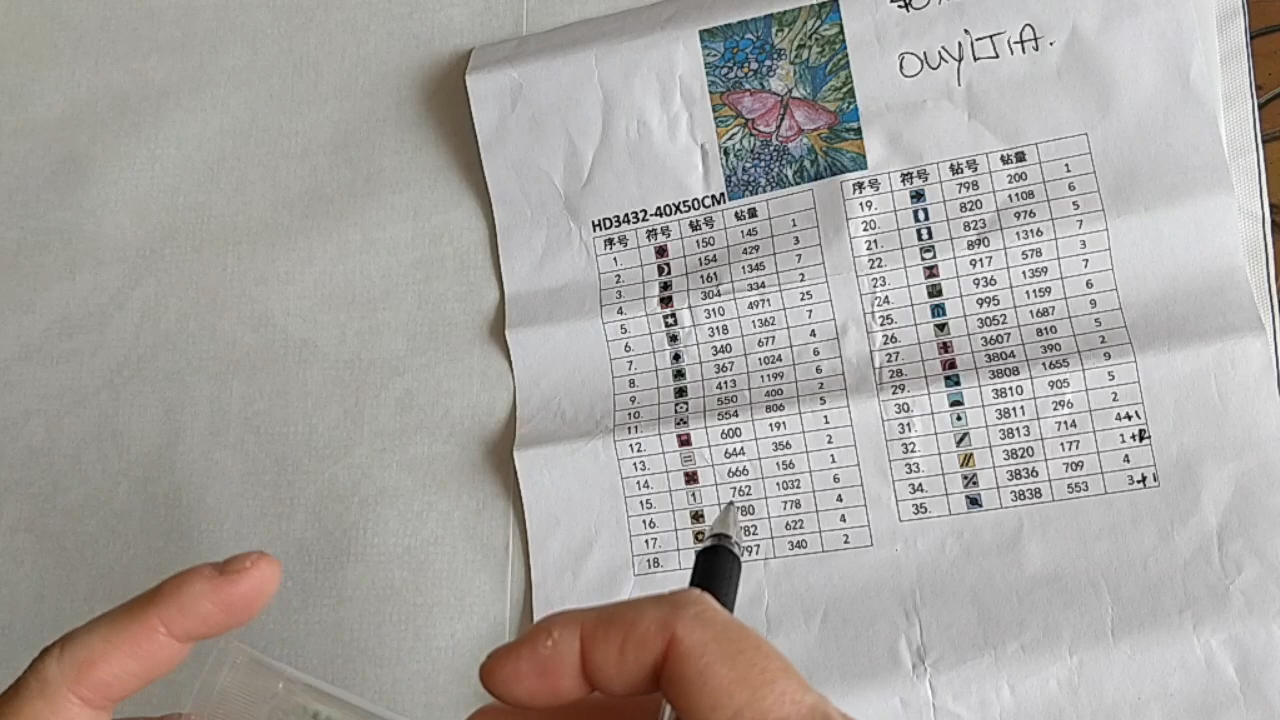 OUYIJIA.
HD3432-40X50CM
序号 符号 钻号 钻量
1. 150 145 1
2. 154 429 3
3. 161 1345 7
4. 304 334 2
5. 310 4971 25
6. 318 1362 7
7. 340 677 4
8. 367 1024 6
9. 413 1199 6
10. 550 400 2
11. 554 806 5
12. 600 191 1
13. 644 356 2
14. 666 156 1
15. 1 762 1032 6
16. 780 778 4
17. 782 622 4
18. 797 340 2
序号 符号 钻号 钻量
19. 798 200 1
20. 820 1108 6
21. 823 976 5
22. 890 1316 7
23. 917 578 3
24. 936 1359 7
25. 995 1159 6
26. 3052 1687 9
27. 3607 810 5
28. 3804 390 2
29. 3808 1655 9
30. 3810 905 5
31. 3811 296 2
32. 3813 714 4+1
33. 3820 177 1+R
34. 3836 709 4
35. 3838 553 3+1